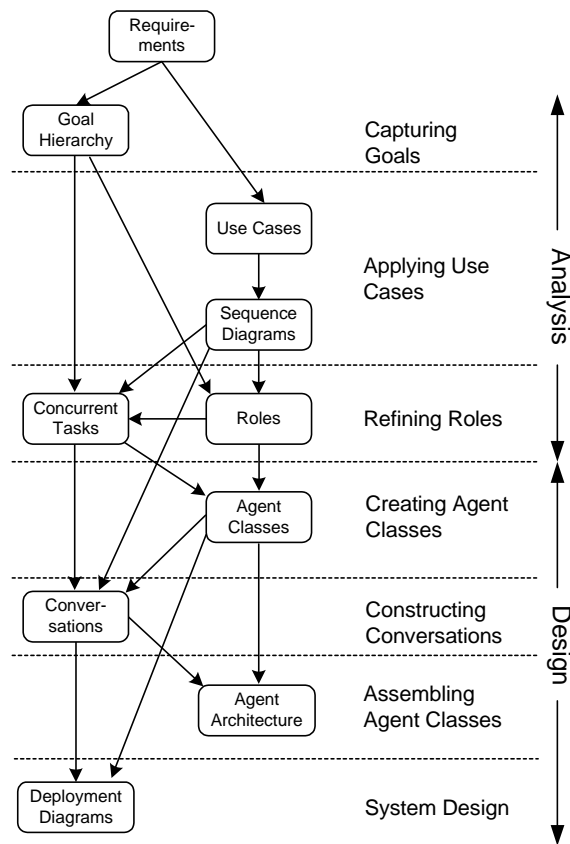 Require-
ments
Goal
Hierarchy
Capturing
Goals
Use Cases
Applying Use
Cases
Sequence
Diagrams
Analysis
Concurrent
Tasks
Roles
Refining Roles
Agent
Classes
Creating Agent
Classes
Conver-
sations
Constructing
Conversations
Design
Agent
Architecture
Assembling
Agent Classes
Deployment
Diagrams
System Design